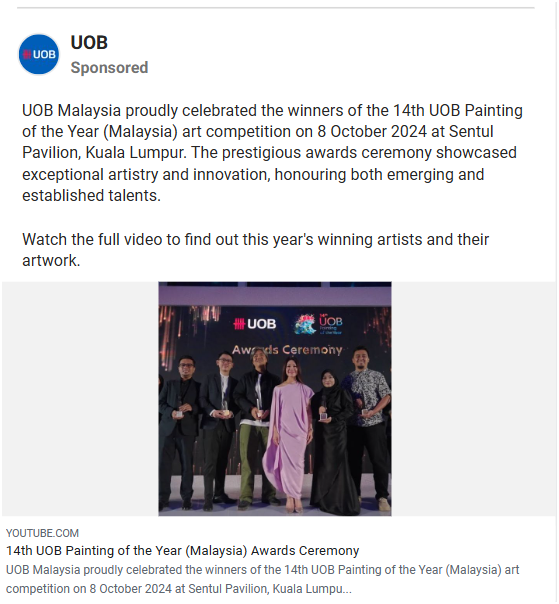 UOB
UOB
Sponsored
UOB Malaysia proudly celebrated the winners of the 14th UOB Painting
of the Year (Malaysia) art competition on 8 October 2024 at Sentul
Pavilion, Kuala Lumpur. The prestigious awards ceremony showcased
exceptional artistry and innovation, honouring both emerging and
established talents.
Watch the full video to find out this year's winning artists and their
artwork.
UOB
UOB
Awards Ceremony
YOUTUBE.COM
14th UOB Painting of the Year (Malaysia) Awards Ceremony
UOB Malaysia proudly celebrated the winners of the 14th UOB Painting of the Year (Malaysia) art
competition on 8 October 2024 at Sentul Pavilion, Kuala Lumpu...